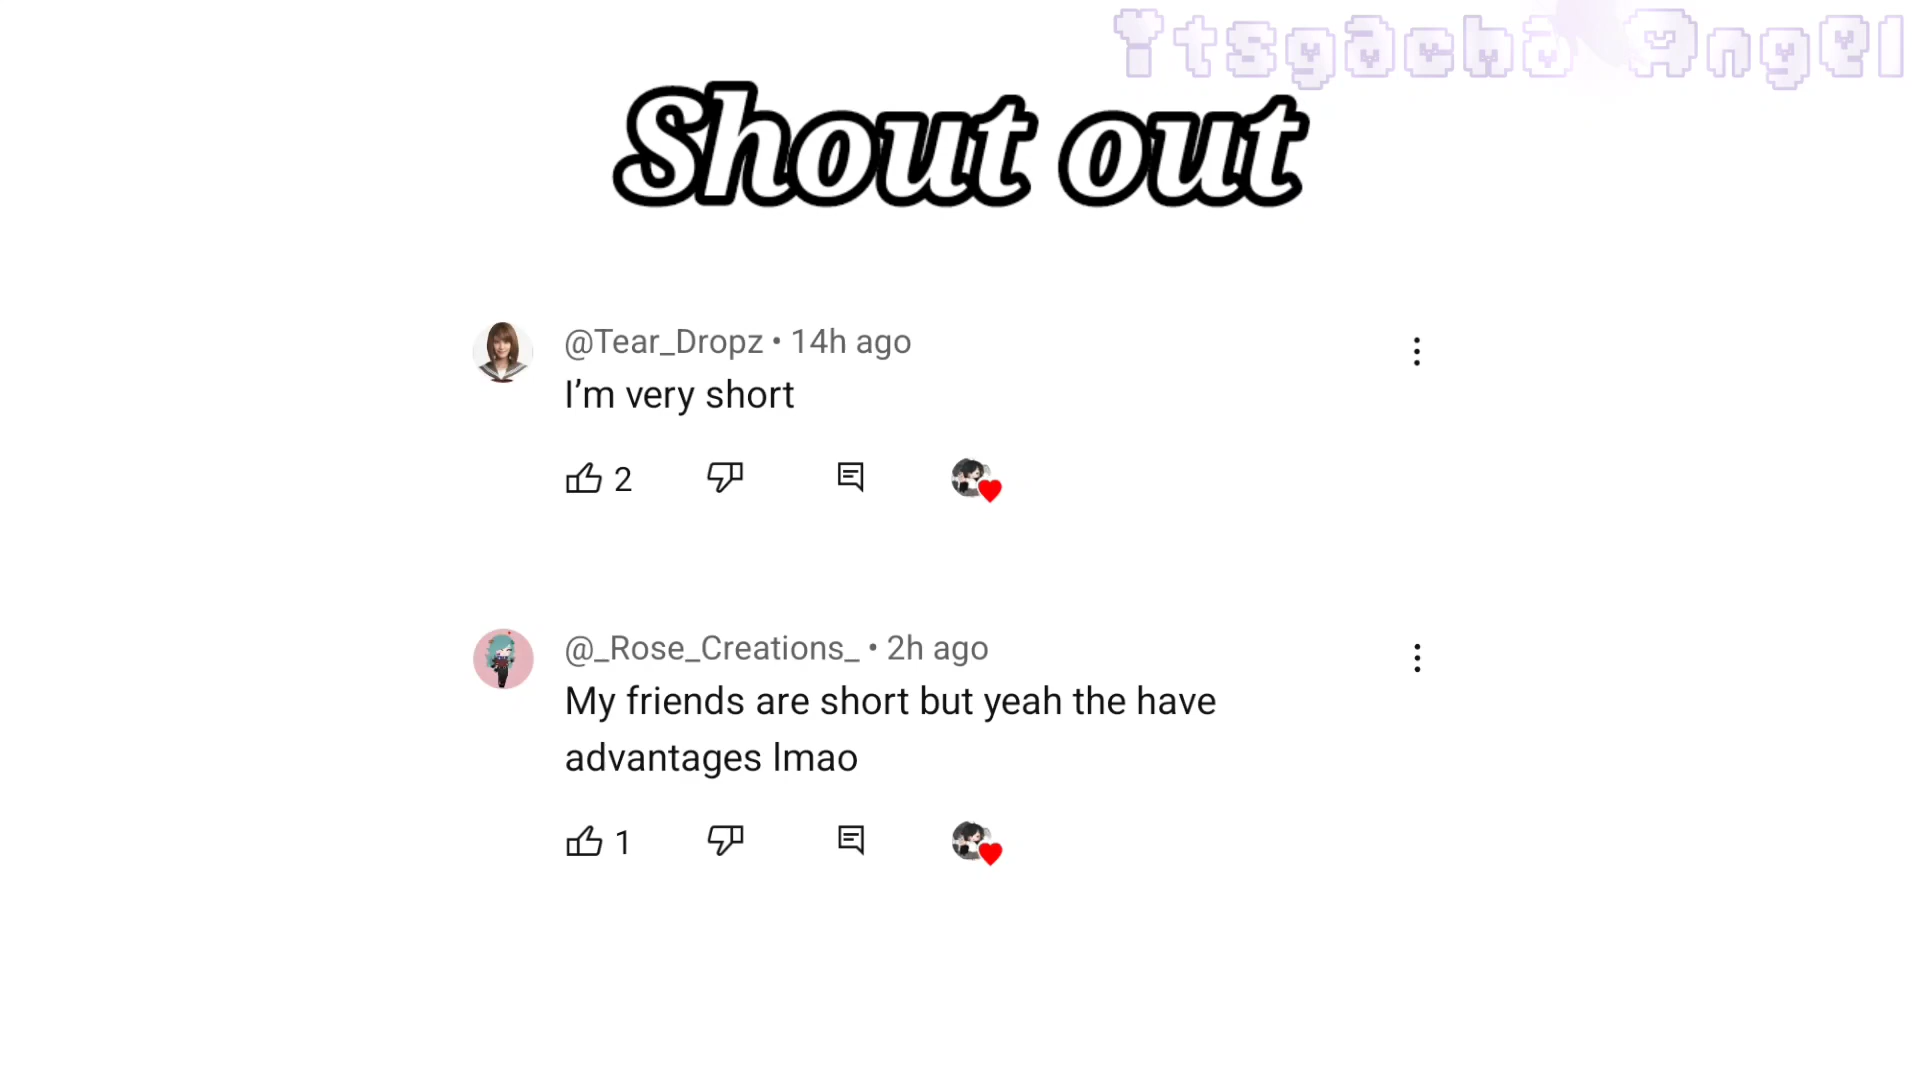 Itsgacha Angel
Shout out
@Tear_Dropz • 14h ago
I’m very short
2
@_Rose_Creations_ • 2h ago
My friends are short but yeah the have
advantages lmao
1